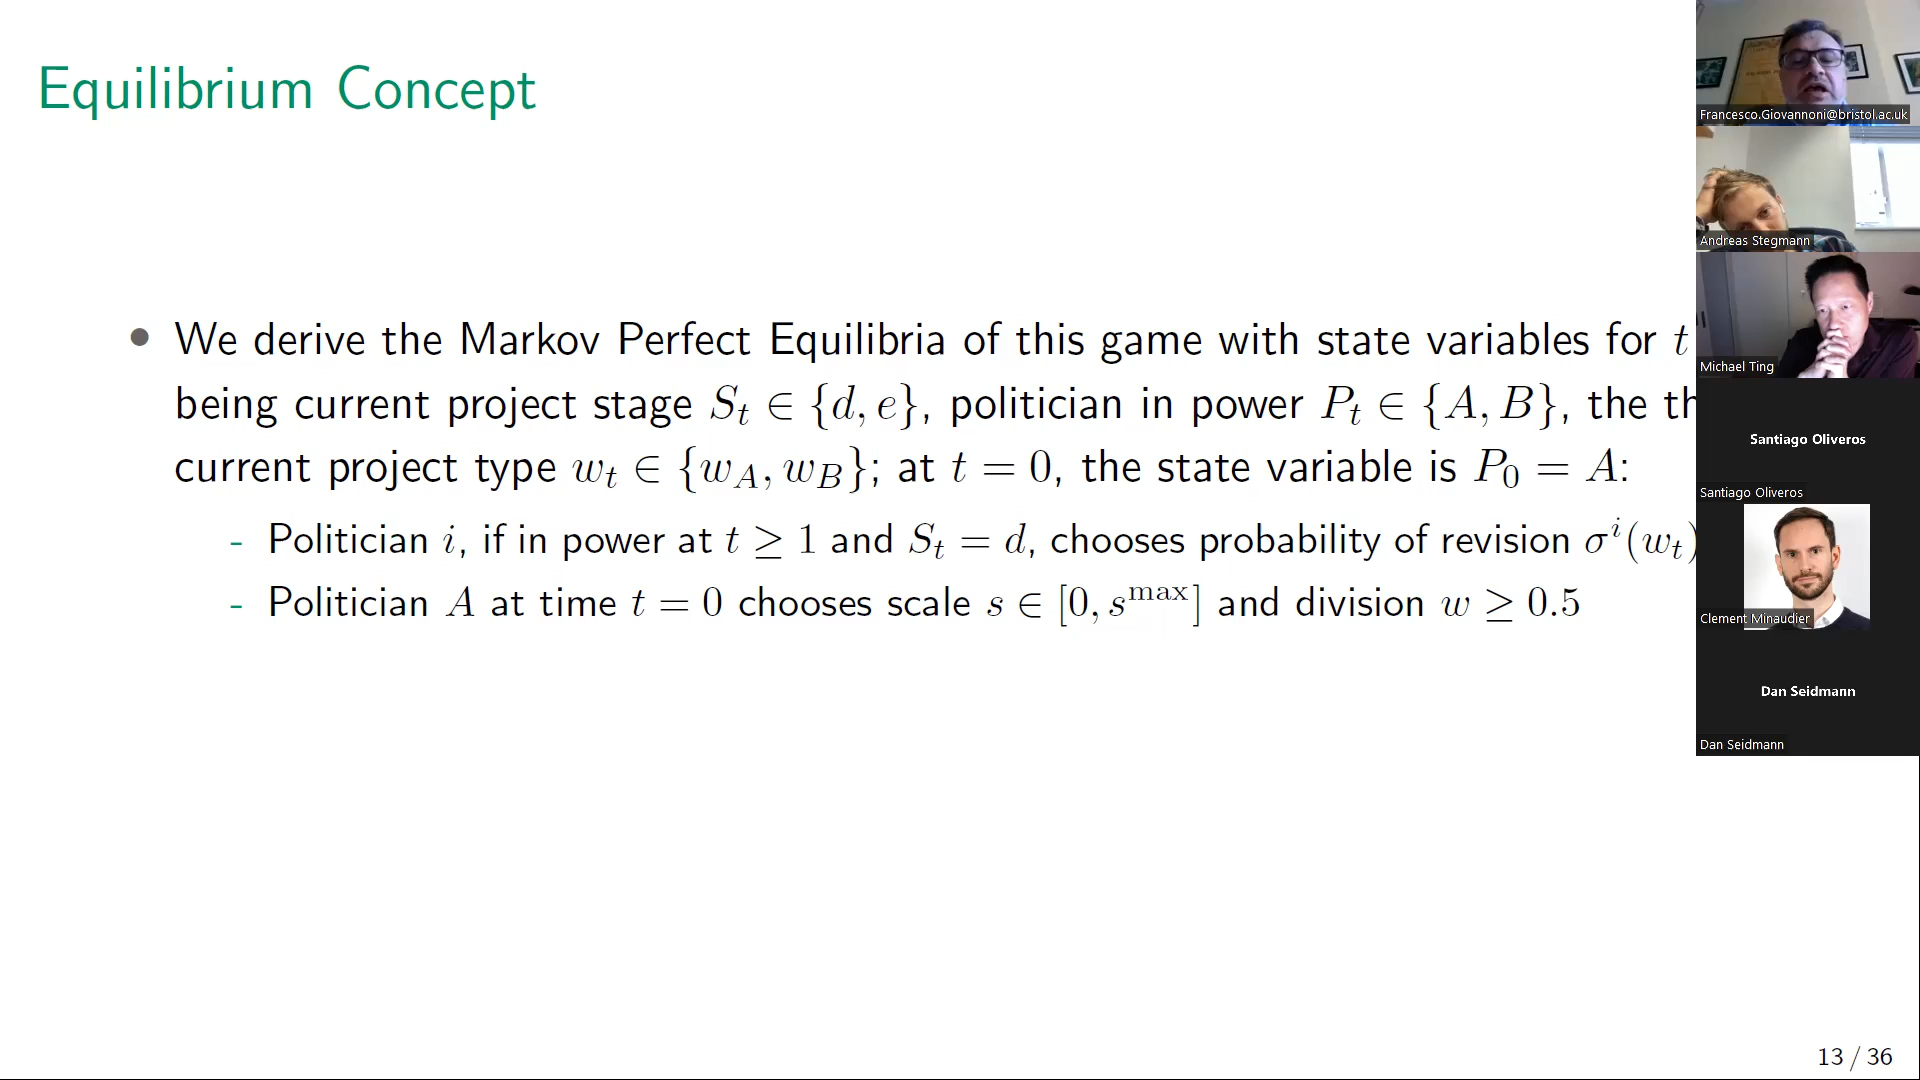 Equilibrium Concept
• We derive the Markov Perfect Equilibria of this game with state variables for t
being current project stage S_t ∈ {d, e}, politician in power P_t ∈ {A, B}, the
current project type w_t ∈ {w_A, w_B}; at t = 0, the state variable is P_0 = A:
- Politician i, if in power at t ≥ 1 and S_t = d, chooses probability of revision σ^i(w_t)
- Politician A at time t = 0 chooses scale s ∈ [0, s^max] and division w ≥ 0.5
13 / 36
Francesco.Giovannoni@bristol.ac.uk
Andreas Stegmann
Michael Ting
Santiago Oliveros
Santiago Oliveros
Clement Minaudier
Dan Seidmann
Dan Seidmann